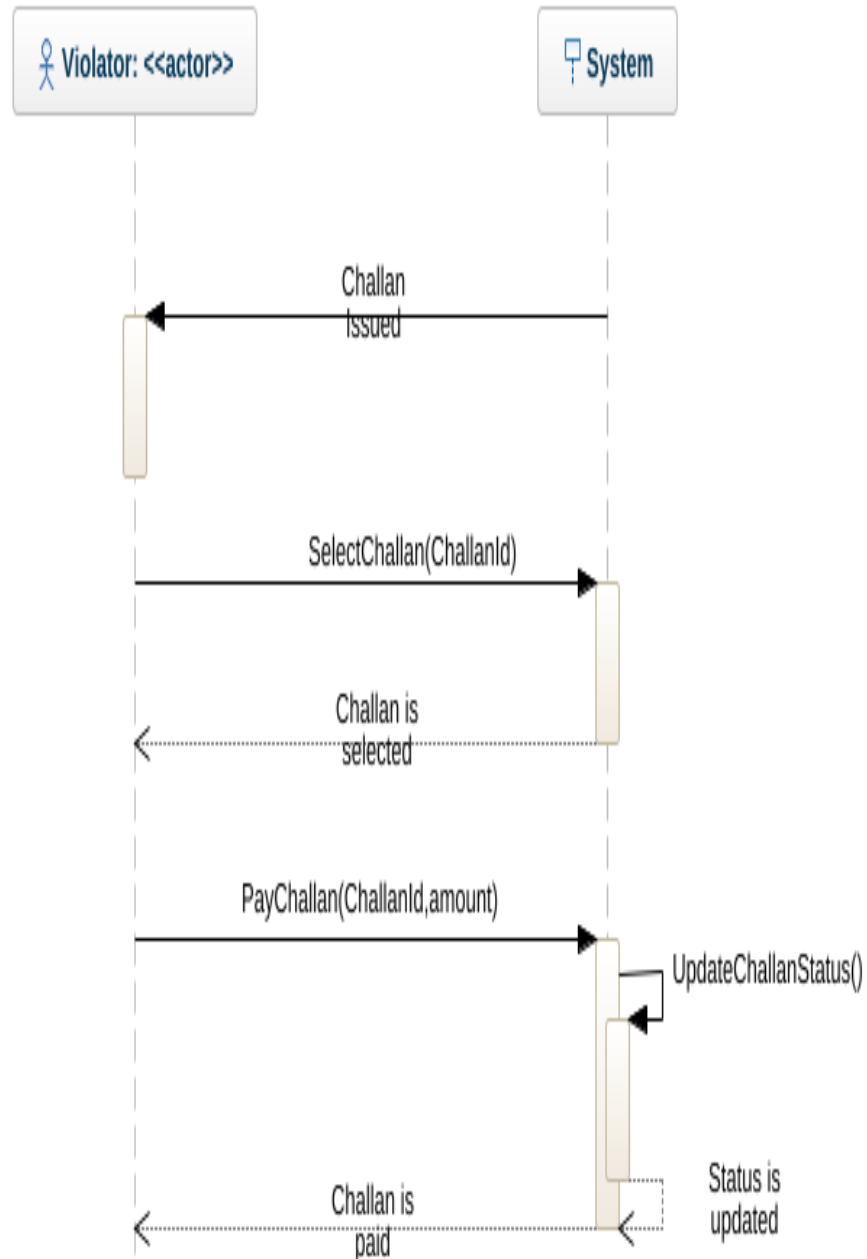 Violator: <<actor>>
System
Challan
Issued
SelectChallan(ChallanId)
Challan is
selected
PayChallan(ChallanId,amount)
UpdateChallanStatus()
Status is
updated
Challan is
paid